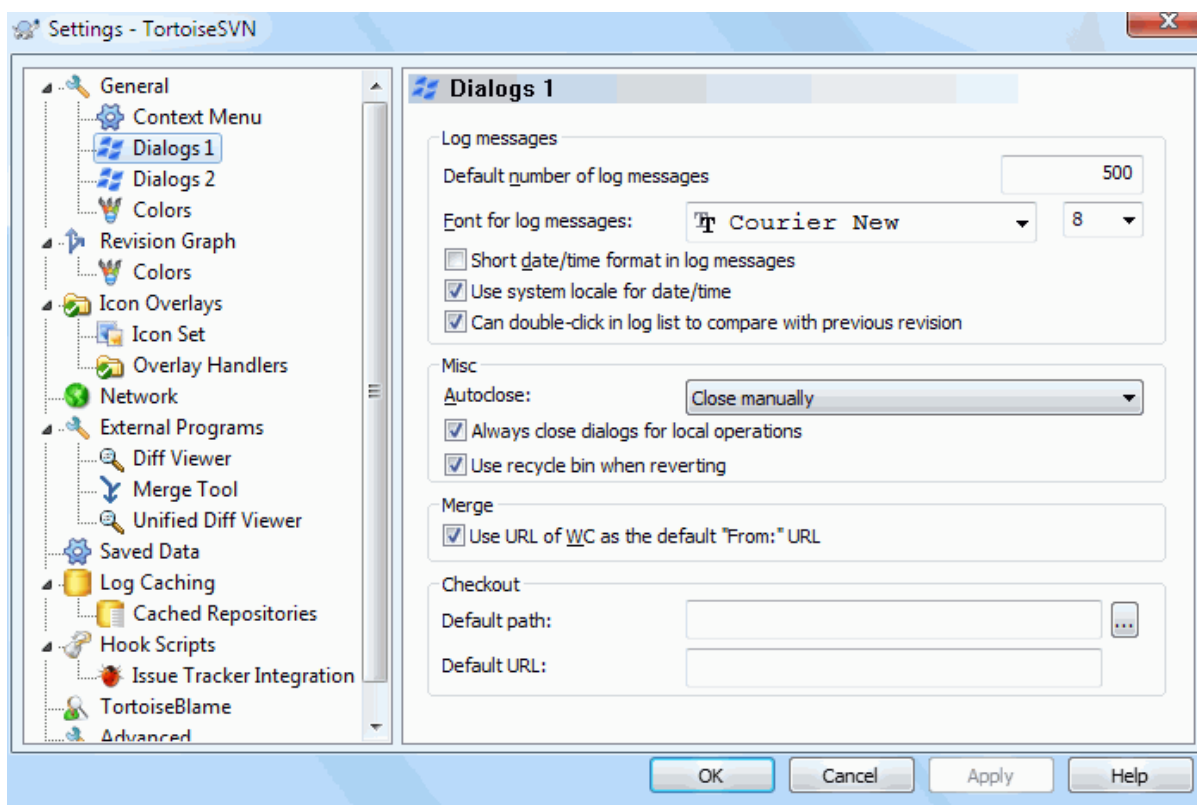 Settings - TortoiseSVN
x
General
Context Menu
Dialogs 1
Dialogs 2
Colors
Revision Graph
Colors
Icon Overlays
Icon Set
Overlay Handlers
Network
External Programs
Diff Viewer
Merge Tool
Unified Diff Viewer
Saved Data
Log Caching
Cached Repositories
Hook Scripts
Issue Tracker Integration
TortoiseBlame
Advanced
Dialogs 1
Log messages
Default number of log messages 500
Font for log messages: Courier New 8
Short date/time format in log messages
Use system locale for date/time
Can double-click in log list to compare with previous revision
Misc
Autoclose: Close manually
Always close dialogs for local operations
Use recycle bin when reverting
Merge
Use URL of WC as the default "From:" URL
Checkout
Default path: ...
Default URL:
OK Cancel Apply Help